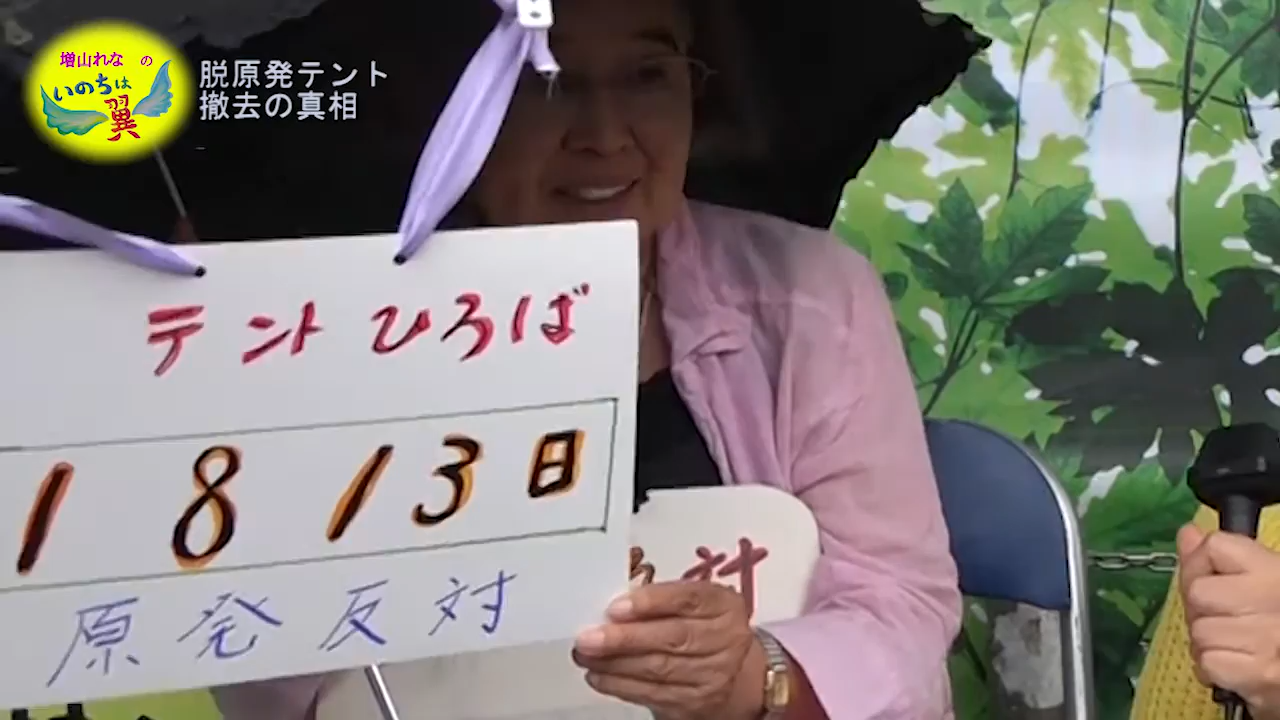 増山れな の
いのちは
翼
脱原発テント
撤去の真相
テントひろば
1813日
原発反対
対